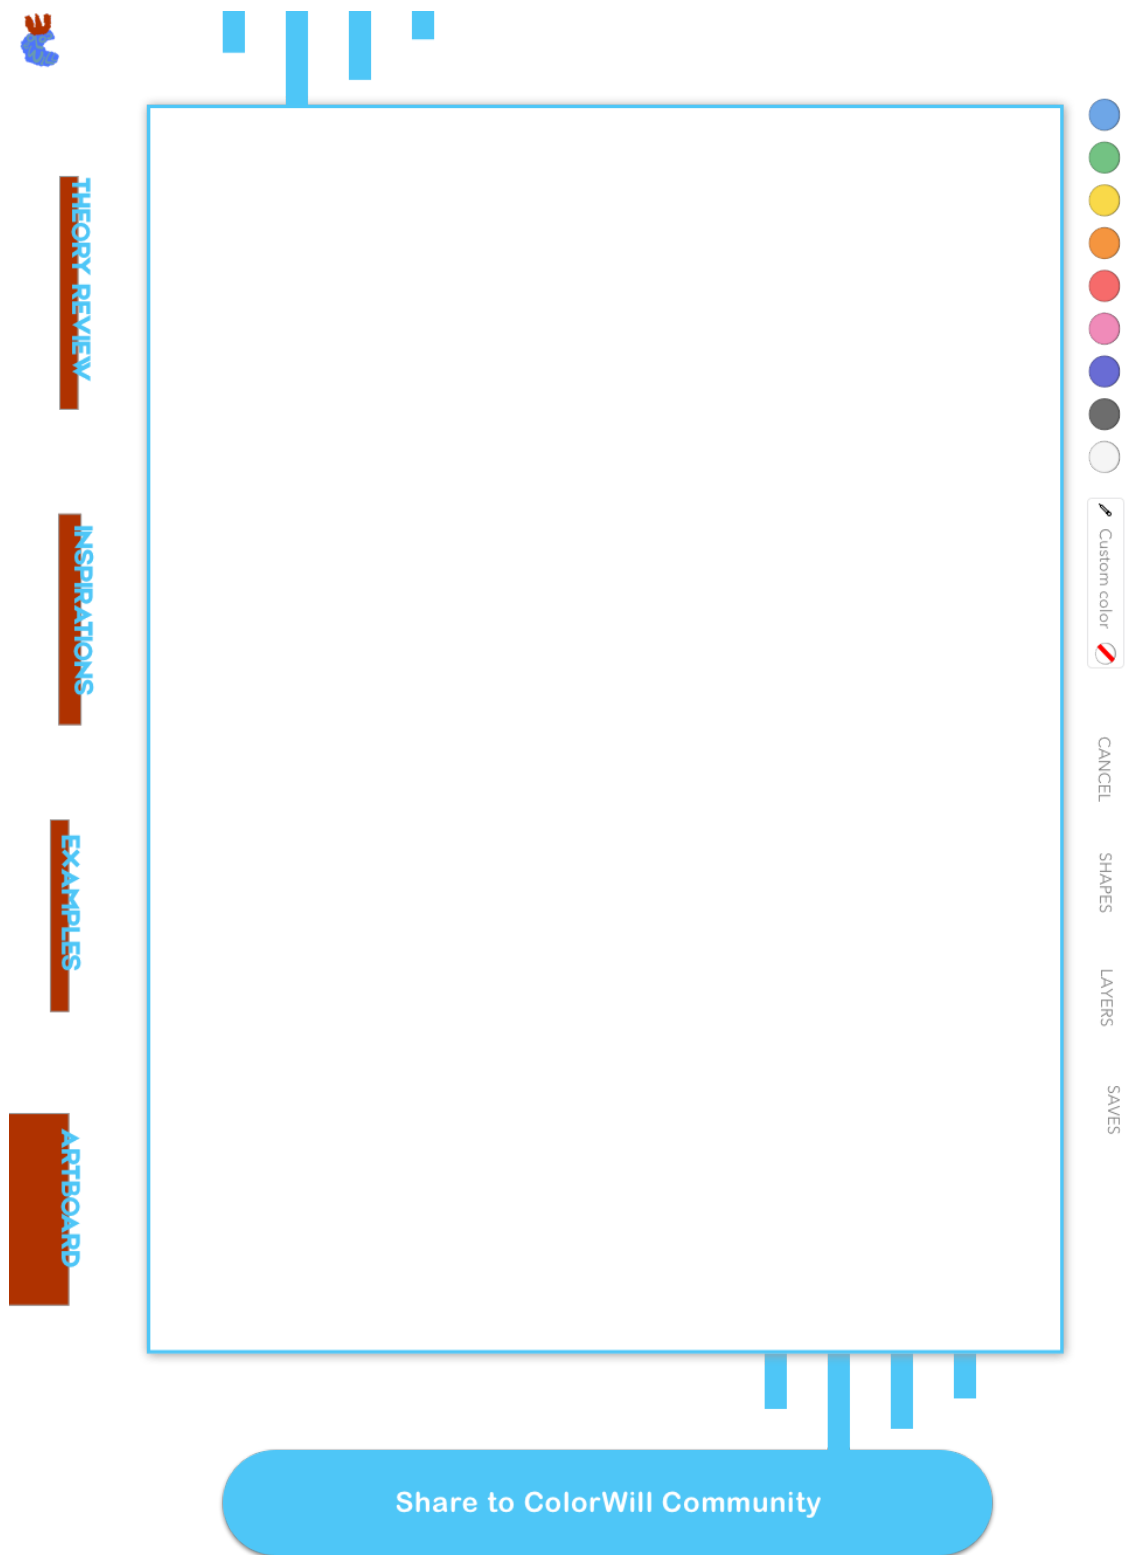 THEORY REVIEW
INSPIRATIONS
EXAMPLES
ARTBOARD
Custom color
CANCEL
SHAPES
LAYERS
SAVES
Share to ColorWill Community